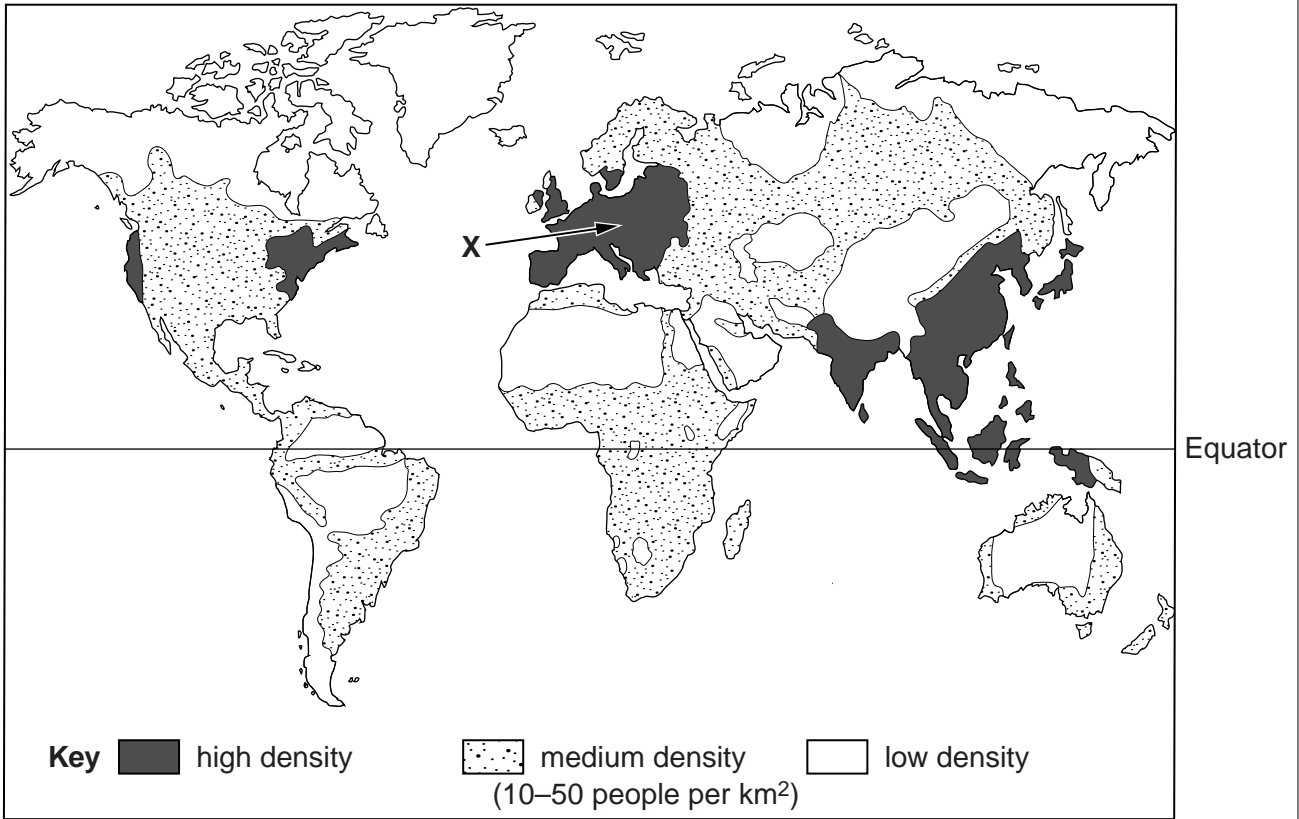 X
Equator
Key high density medium density low density
(10–50 people per km²)